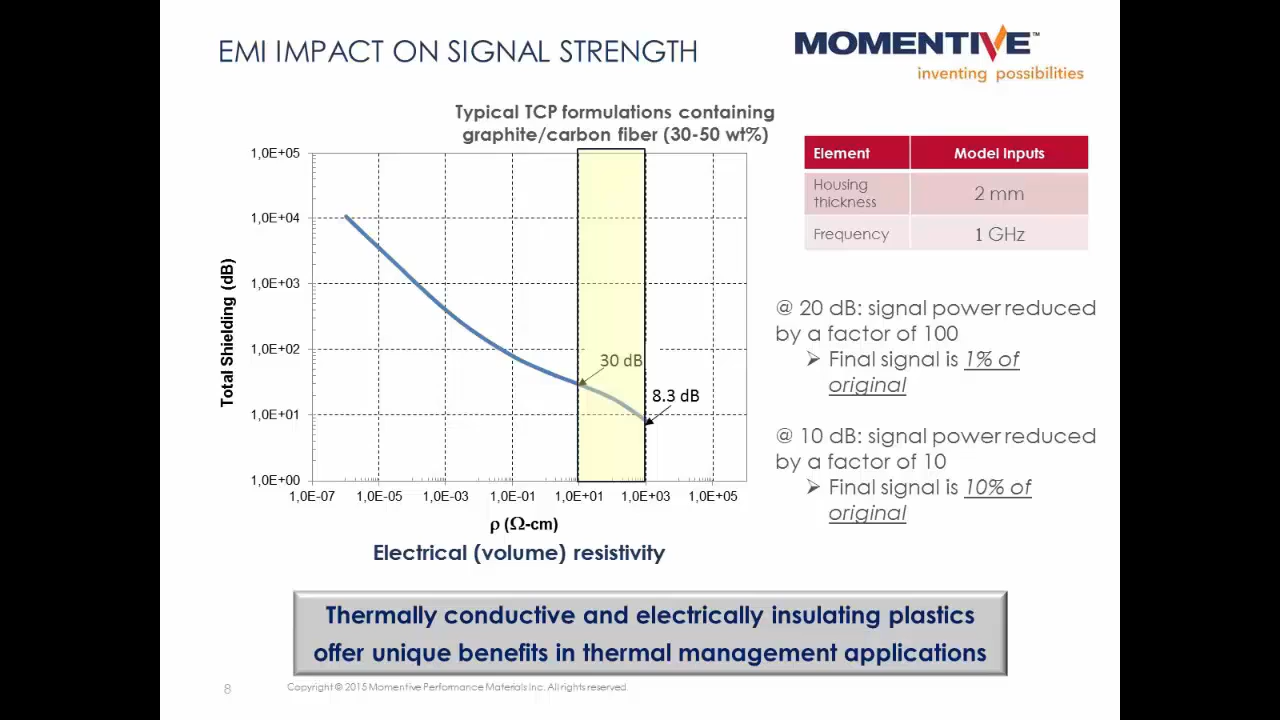 EMI IMPACT ON SIGNAL STRENGTH
MOMENTIVE™
inventing possibilities
Typical TCP formulations containing
graphite/carbon fiber (30-50 wt%)
1,0E+05
1,0E+04
1,0E+03
1,0E+02
1,0E+01
1,0E+00
Total Shielding (dB)
30 dB
8.3 dB
1,0E-07 1,0E-05 1,0E-03 1,0E-01 1,0E+01 1,0E+03 1,0E+05
ρ (Ω-cm)
Electrical (volume) resistivity
Element Model Inputs
Housing
thickness
2 mm
Frequency 1 GHz
@ 20 dB: signal power reduced
by a factor of 100
➢ Final signal is 1% of
original
@ 10 dB: signal power reduced
by a factor of 10
➢ Final signal is 10% of
original
Thermally conductive and electrically insulating plastics
offer unique benefits in thermal management applications
8
Copyright © 2015 Momentive Performance Materials Inc. All rights reserved.